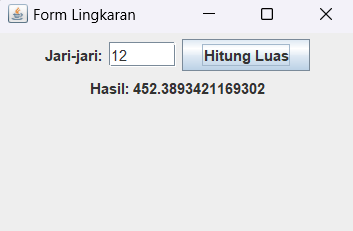 Form Lingkaran
Jari-jari: 12 Hitung Luas
Hasil: 452.3893421169302